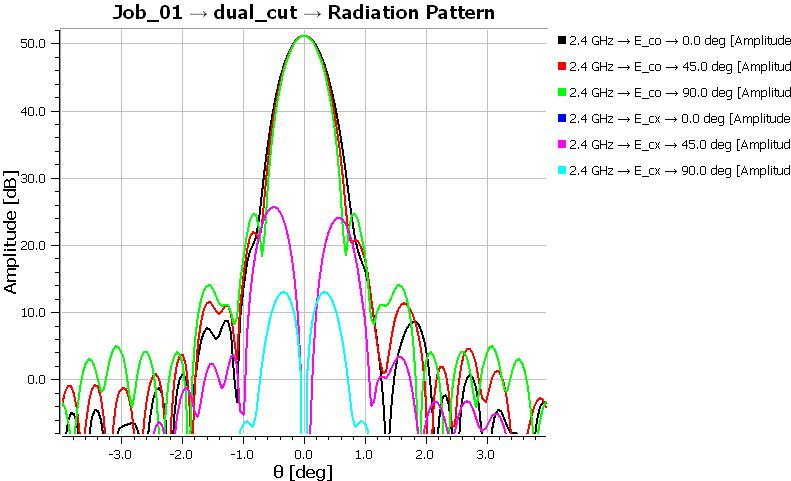 Job_01 → dual_cut → Radiation Pattern
50.0
40.0
30.0
20.0
10.0
0.0
Amplitude [dB]
-3.0 -2.0 -1.0 0.0 1.0 2.0 3.0
θ [deg]
2.4 GHz → E_co → 0.0 deg [Amplitude
2.4 GHz → E_co → 45.0 deg [Amplitud
2.4 GHz → E_co → 90.0 deg [Amplitud
2.4 GHz → E_cx → 0.0 deg [Amplitude
2.4 GHz → E_cx → 45.0 deg [Amplitud
2.4 GHz → E_cx → 90.0 deg [Amplitud